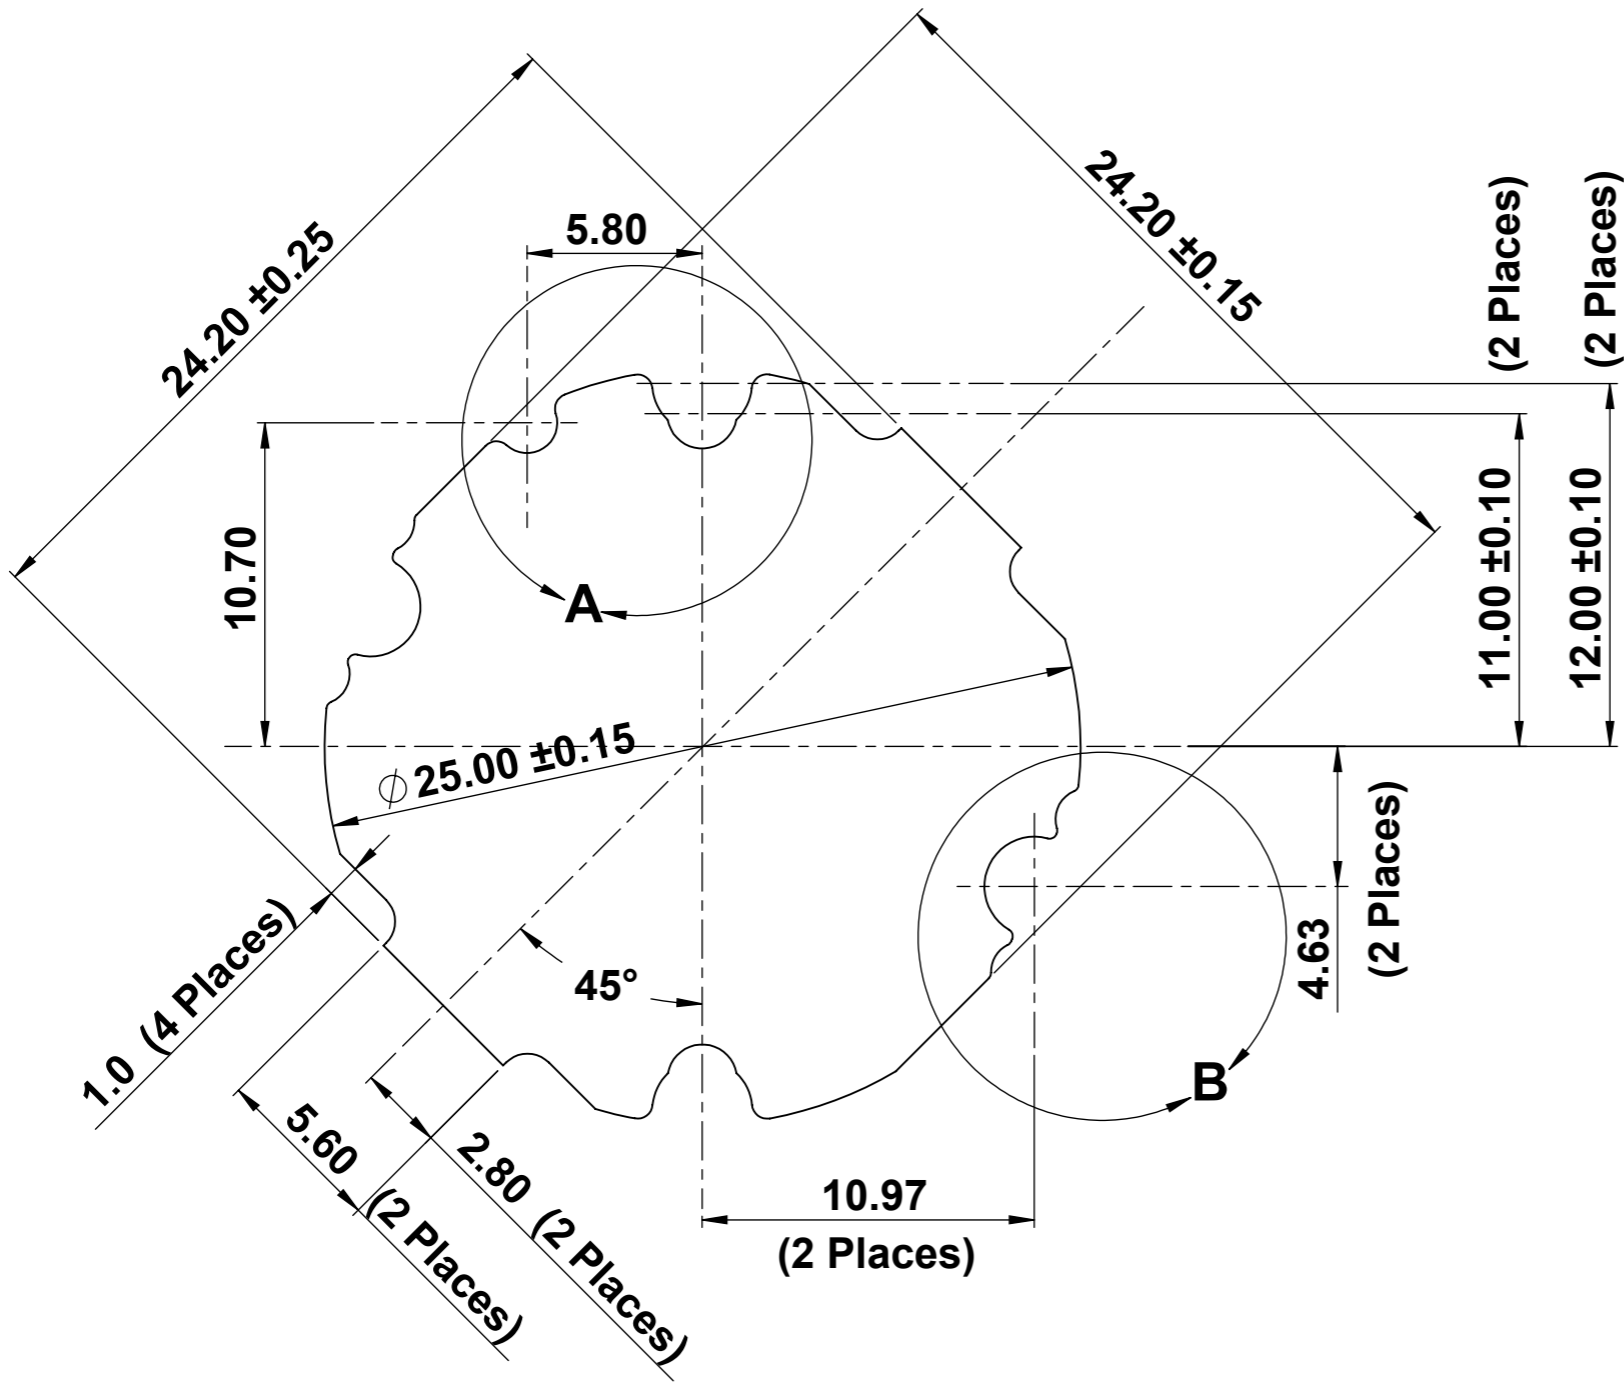 24.20 ±0.25
5.80
24.20 ±0.15
(2 Places)
(2 Places)
11.00 ±0.10
12.00 ±0.10
10.70
A
⌀ 25.00 ±0.15
4.63
(2 Places)
45°
1.0 (4 Places)
5.60
(2 Places)
2.80 (2 Places)
B
10.97
(2 Places)